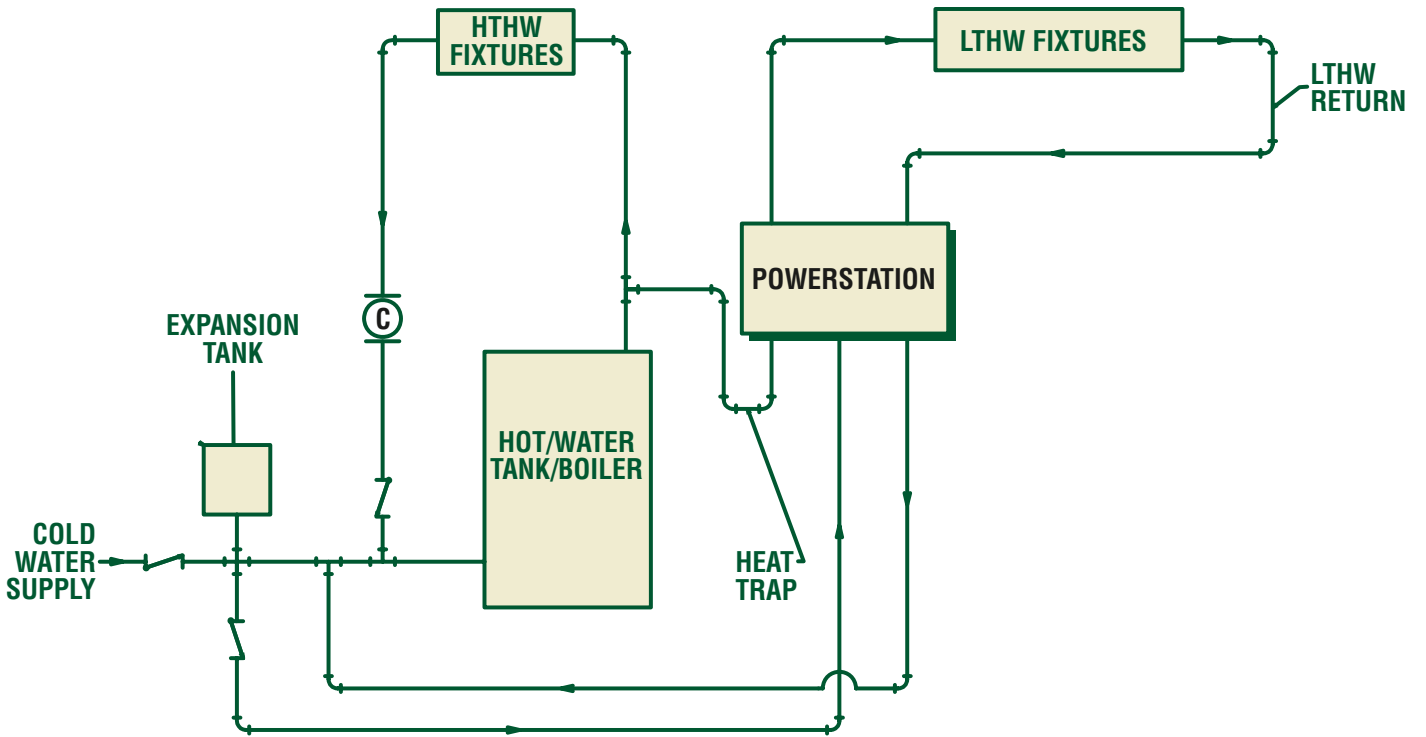 HTHW
FIXTURES
LTHW FIXTURES
LTHW
RETURN
POWERSTATION
C
EXPANSION
TANK
HOT/WATER
TANK/BOILER
COLD
WATER
SUPPLY
HEAT
TRAP